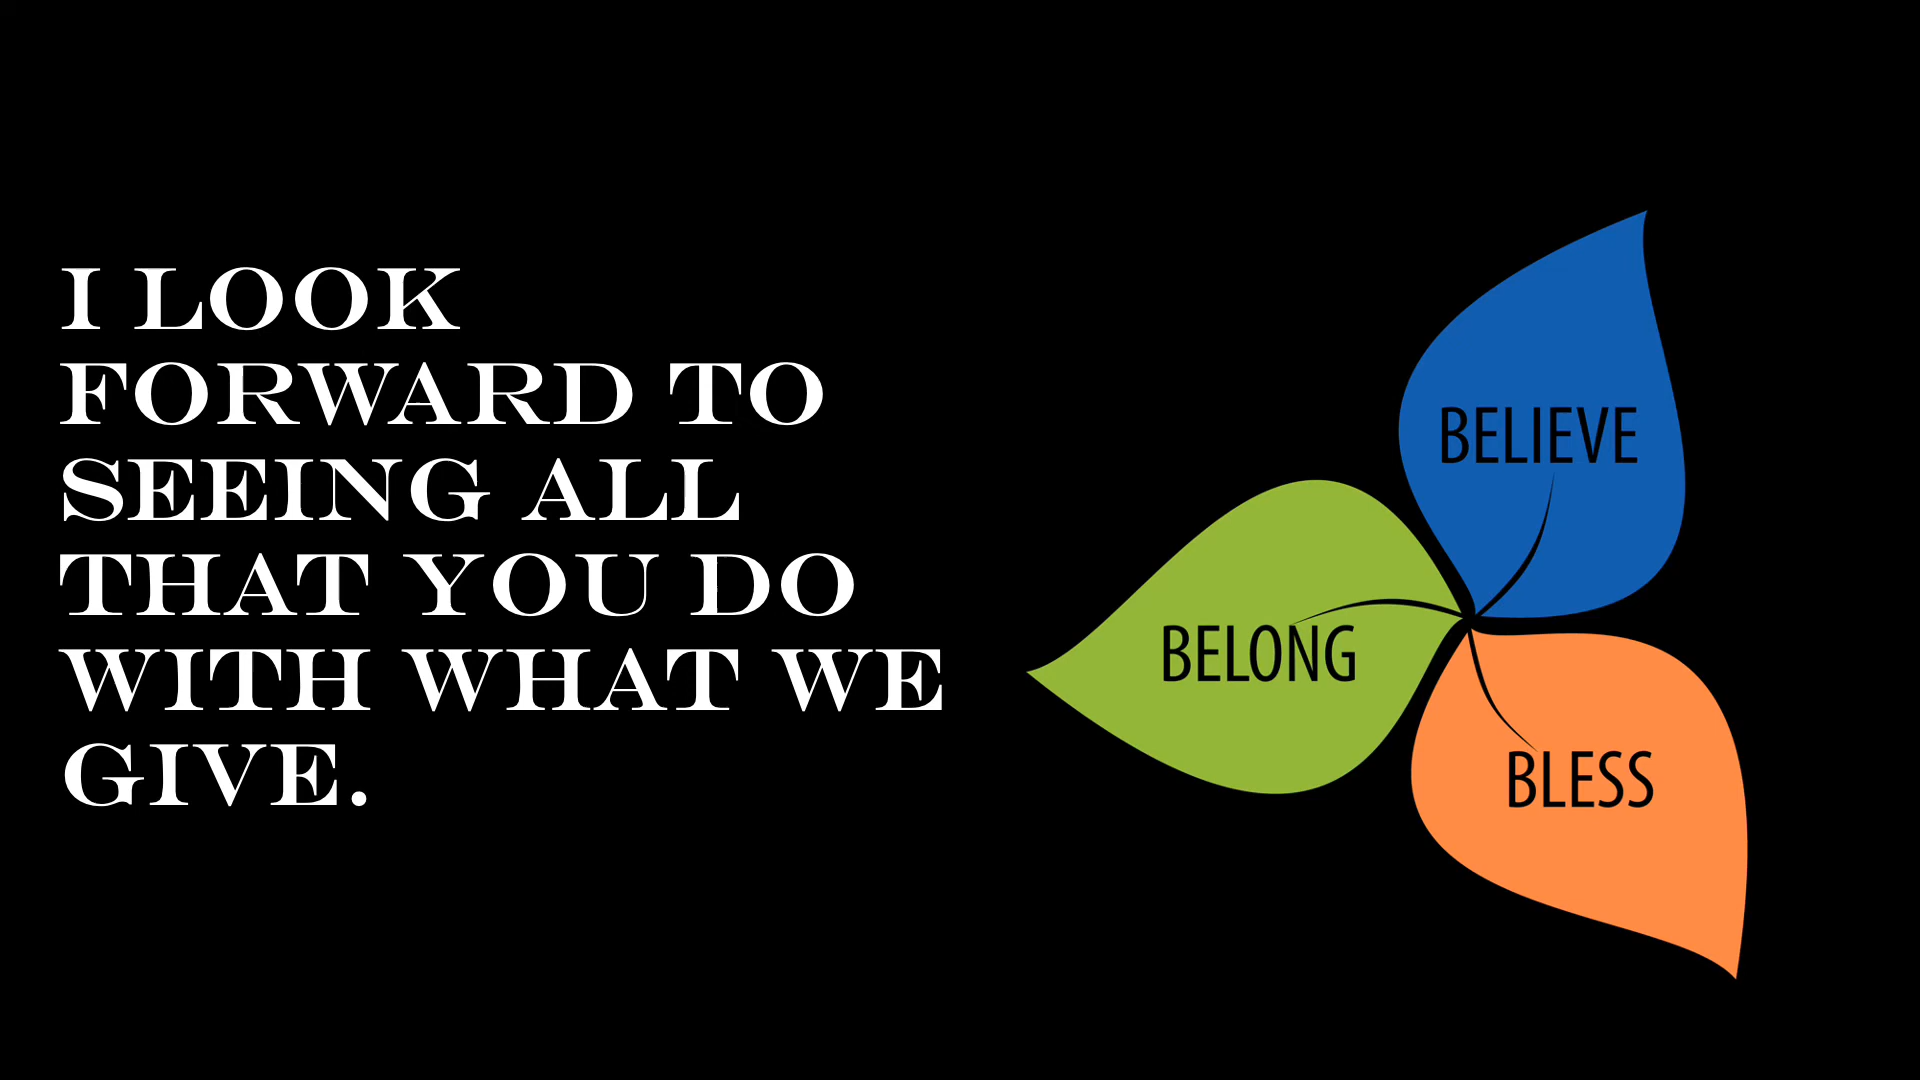 I LOOK
FORWARD TO
SEEING ALL
THAT YOU DO
WITH WHAT WE
GIVE.
BELIEVE
BELONG
BLESS